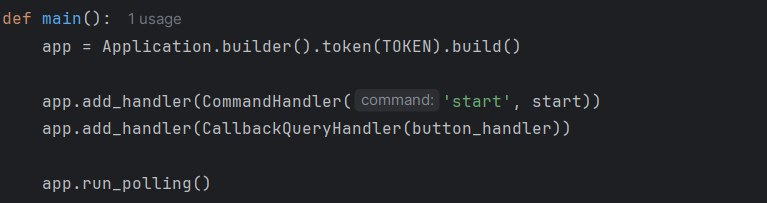 def main(): 1 usage
app = Application.builder().token(TOKEN).build()
app.add_handler(CommandHandler( command: 'start', start))
app.add_handler(CallbackQueryHandler(button_handler))
app.run_polling()